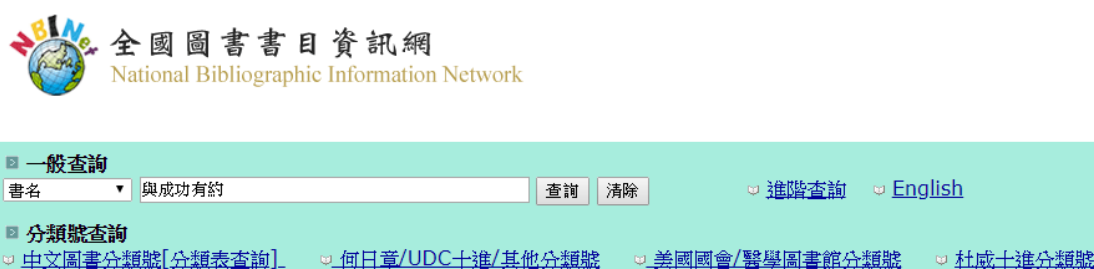 NBINet 全國圖書書目資訊網
National Bibliographic Information Network
一般查詢
書名 與成功有約 查詢 清除 進階查詢 English
分類號查詢
中文圖書分類號[分類表查詢] 何日章/UDC十進/其他分類號 美國國會/醫學圖書館分類號 杜威十進分類號